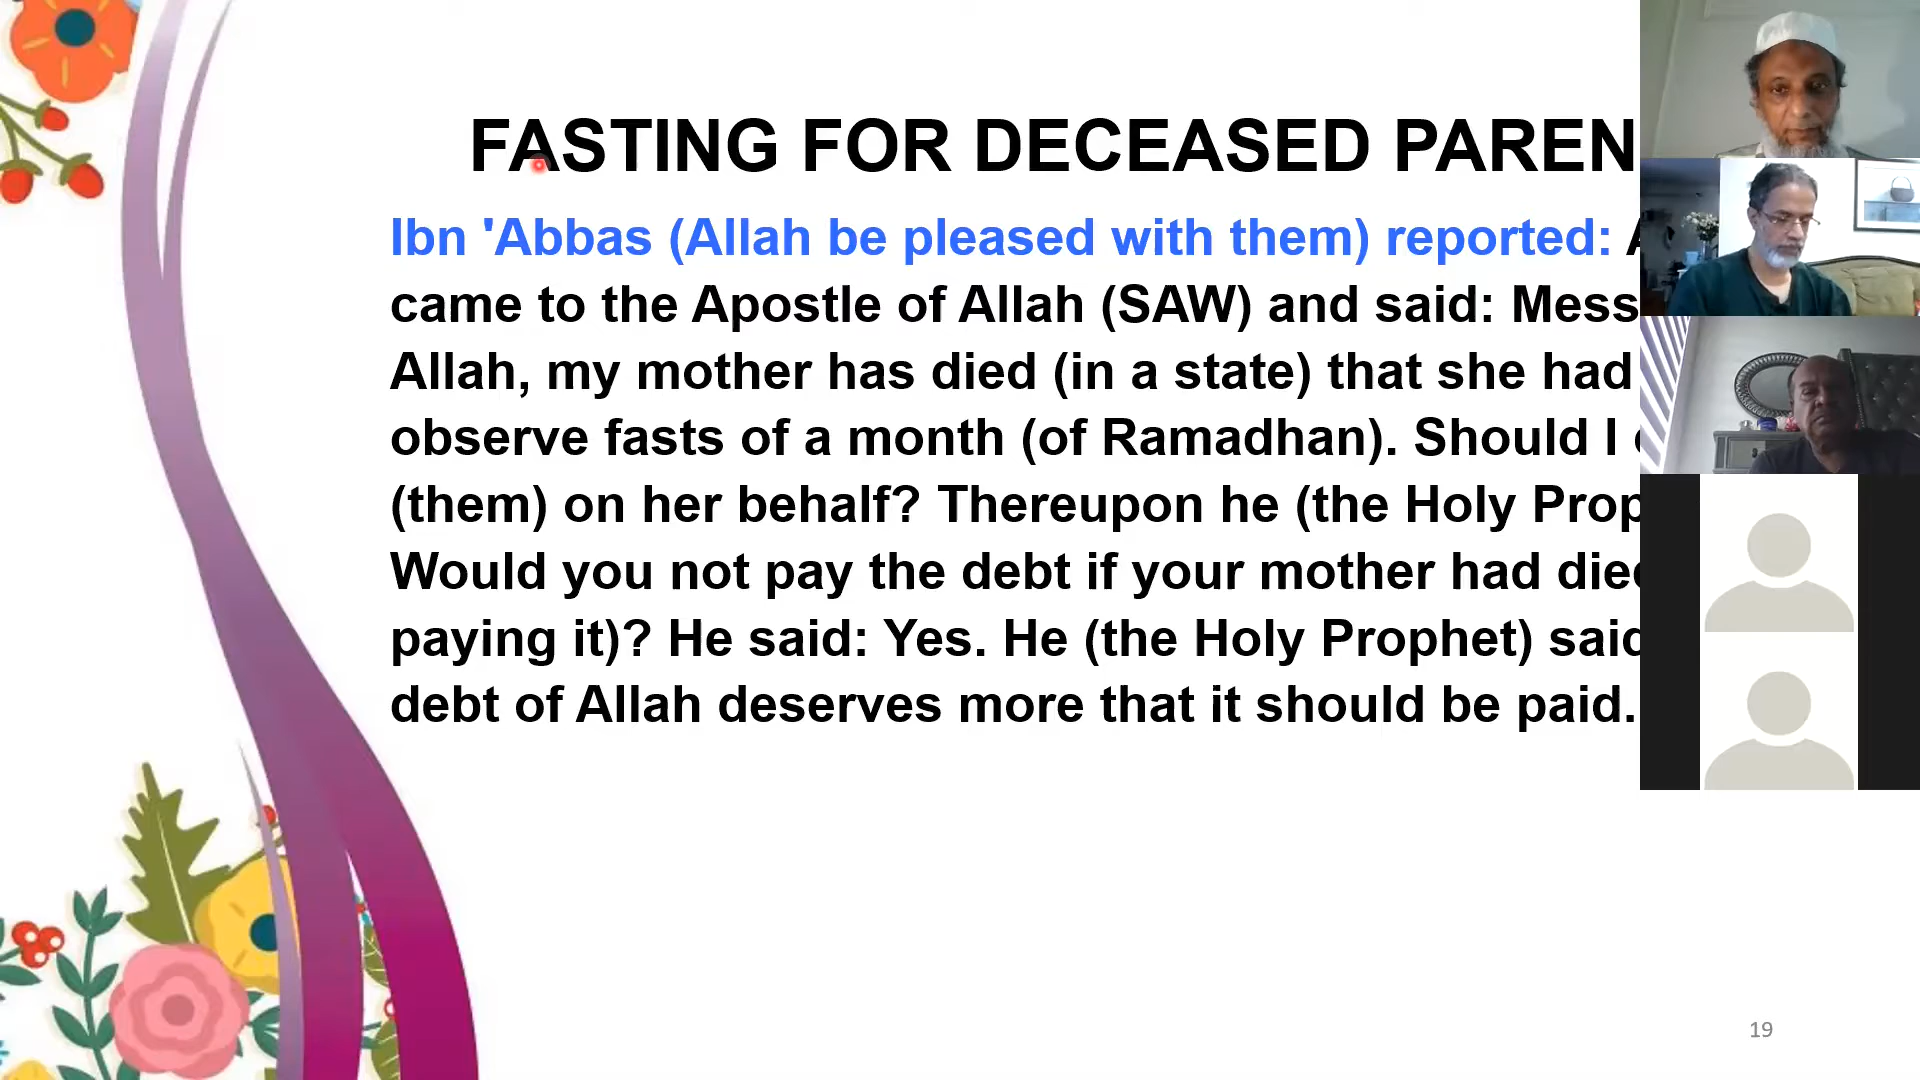 FASTING FOR DECEASED PAREN
Ibn 'Abbas (Allah be pleased with them) reported:
came to the Apostle of Allah (SAW) and said: Mess
Allah, my mother has died (in a state) that she had
observe fasts of a month (of Ramadhan). Should I
(them) on her behalf? Thereupon he (the Holy Prop
Would you not pay the debt if your mother had died
paying it)? He said: Yes. He (the Holy Prophet) said
debt of Allah deserves more that it should be paid.
19